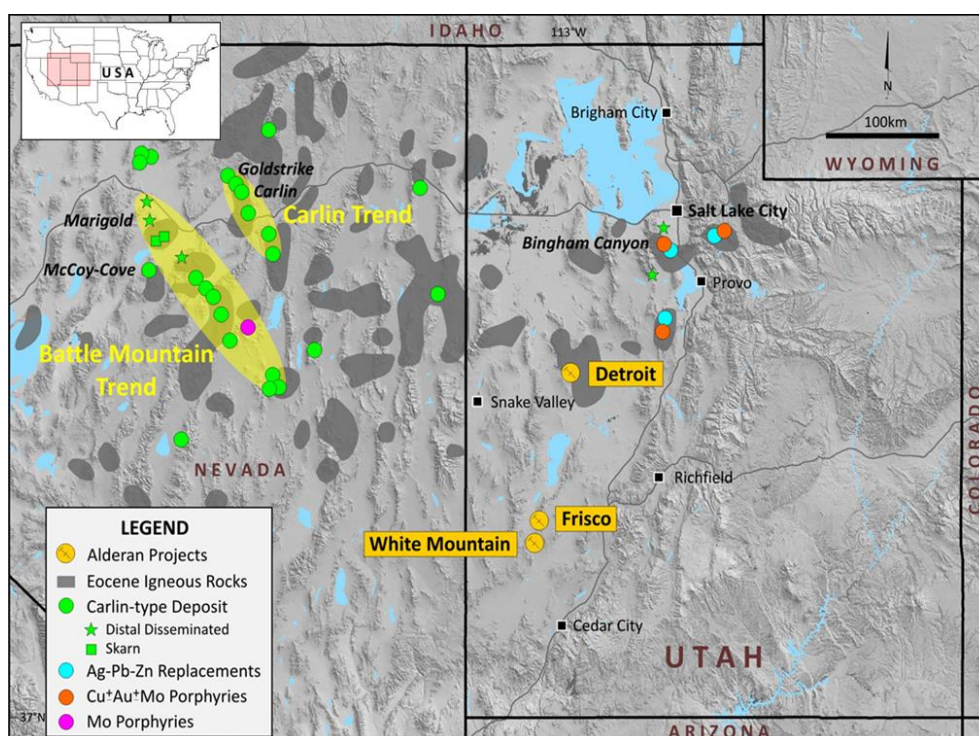 IDAHO
113°W
USA
N
100km
WYOMING
Brigham City
Goldstrike
Carlin
Carlin Trend
Salt Lake City
Marigold
Bingham Canyon
McCoy-Cove
Provo
Battle Mountain
Trend
Detroit
Snake Valley
COLORADO
NEVADA
Richfield
Frisco
White Mountain
LEGEND
Alderan Projects
Eocene Igneous Rocks
Carlin-type Deposit
Distal Disseminated
Skarn
Ag-Pb-Zn Replacements
Cu±Au±Mo Porphyries
Mo Porphyries
Cedar City
UTAH
37°N
ARIZONA